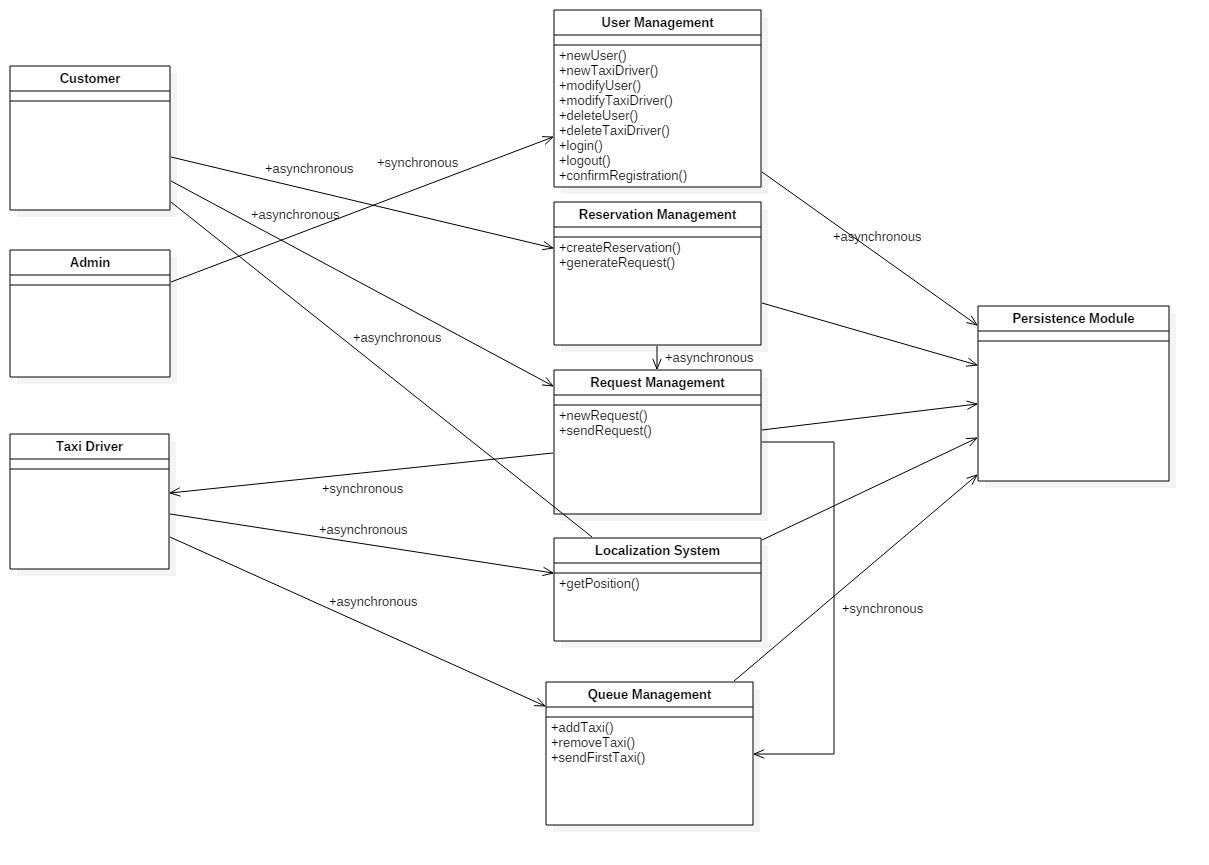 User Management
+newUser()
+newTaxiDriver()
+modifyUser()
+modifyTaxiDriver()
+deleteUser()
+deleteTaxiDriver()
+login()
+logout()
+confirmRegistration()
Customer
+asynchronous
+synchronous
+asynchronous
Reservation Management
+createReservation()
+generateRequest()
+asynchronous
Admin
Persistence Module
+asynchronous
+asynchronous
Request Management
+newRequest()
+sendRequest()
Taxi Driver
+synchronous
+asynchronous
Localization System
+getPosition()
+asynchronous
+synchronous
Queue Management
+addTaxi()
+removeTaxi()
+sendFirstTaxi()